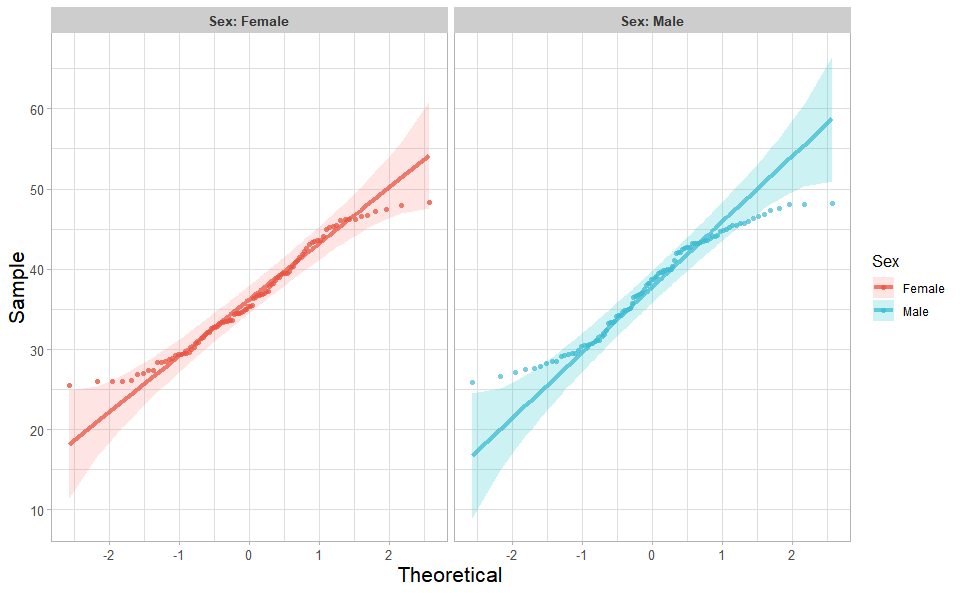 Sex: Female
Sex: Male
60
50
40
30
20
10
Sample
-2 -1 0 1 2
-2 -1 0 1 2
Theoretical
Sex
Female
Male